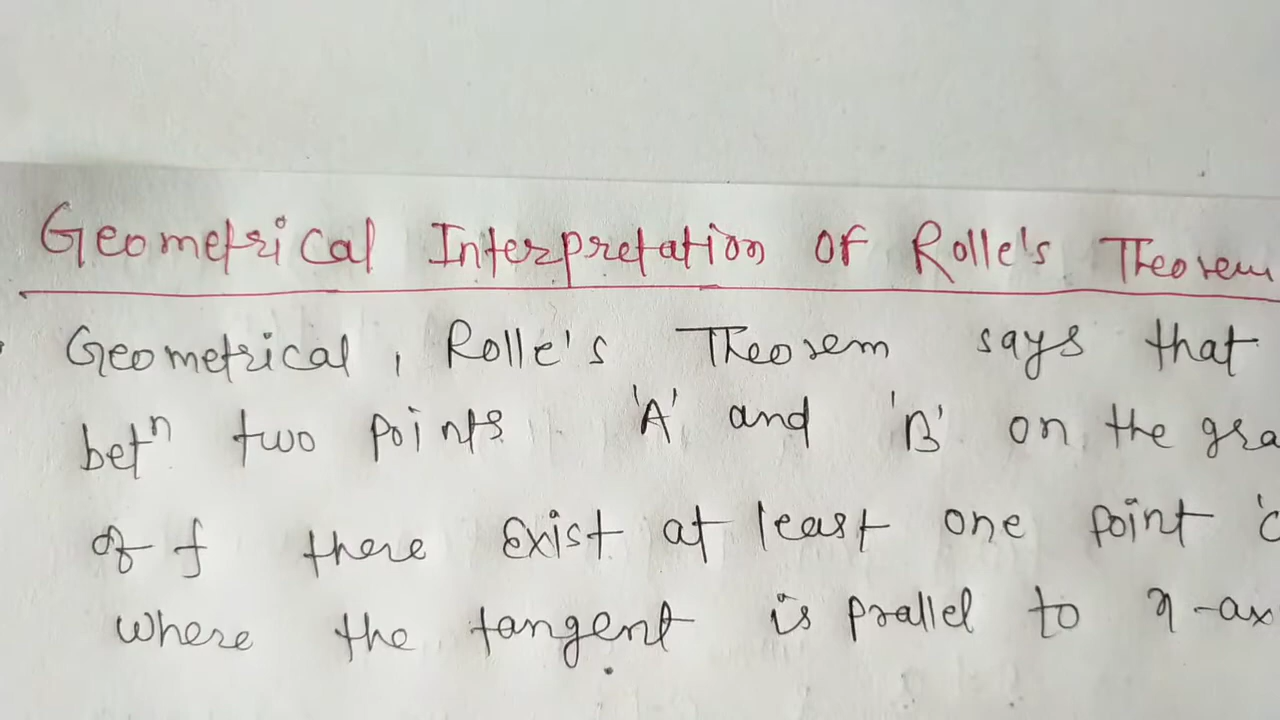 Geometrical Interpretation of Rolle's Theorem
Geometrical, Rolle's Theorem says that
betⁿ two points 'A' and 'B' on the gra
of f there Exist at least one point 'c
where the tangent is prallel to x-ax